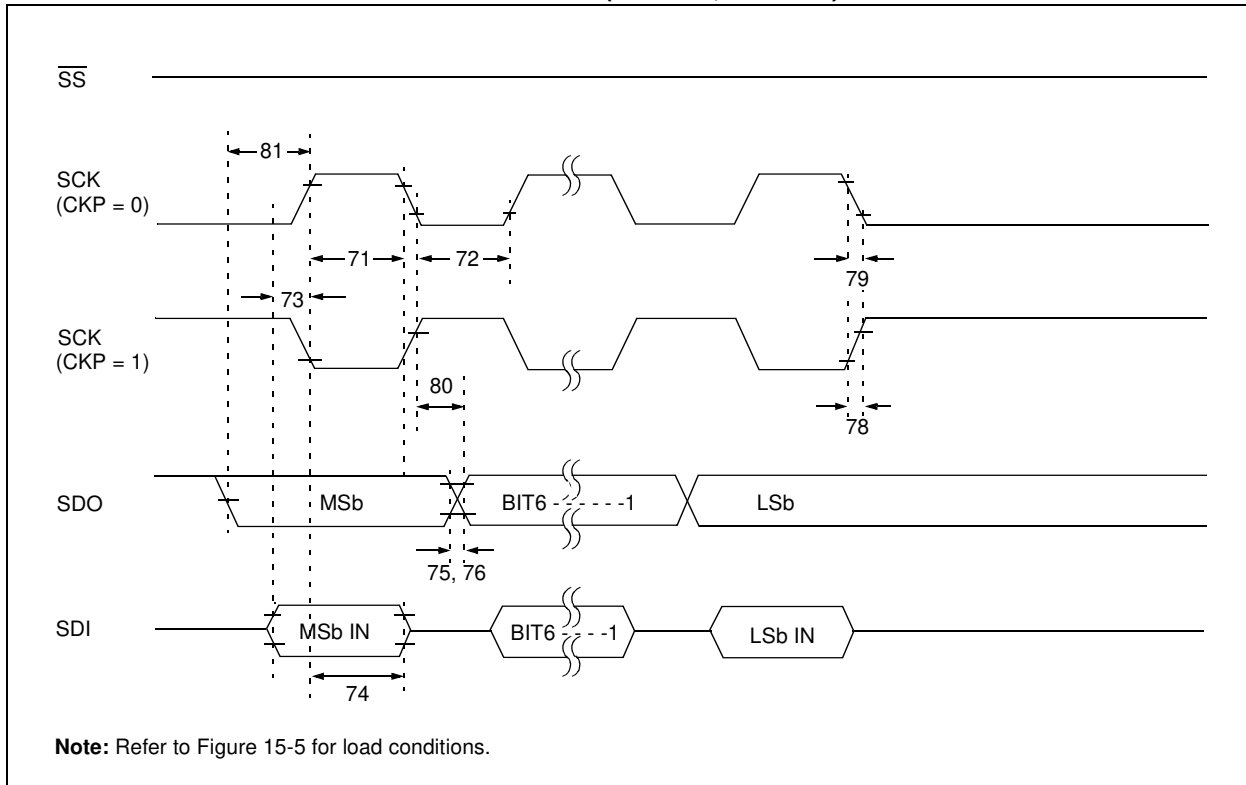 SS
81
SCK
(CKP = 0)
71
72
79
73
SCK
(CKP = 1)
80
78
SDO
MSb
BIT6 - - - - - -1
LSb
75, 76
SDI
MSb IN
BIT6 - - - - -1
LSb IN
74
Note: Refer to Figure 15-5 for load conditions.